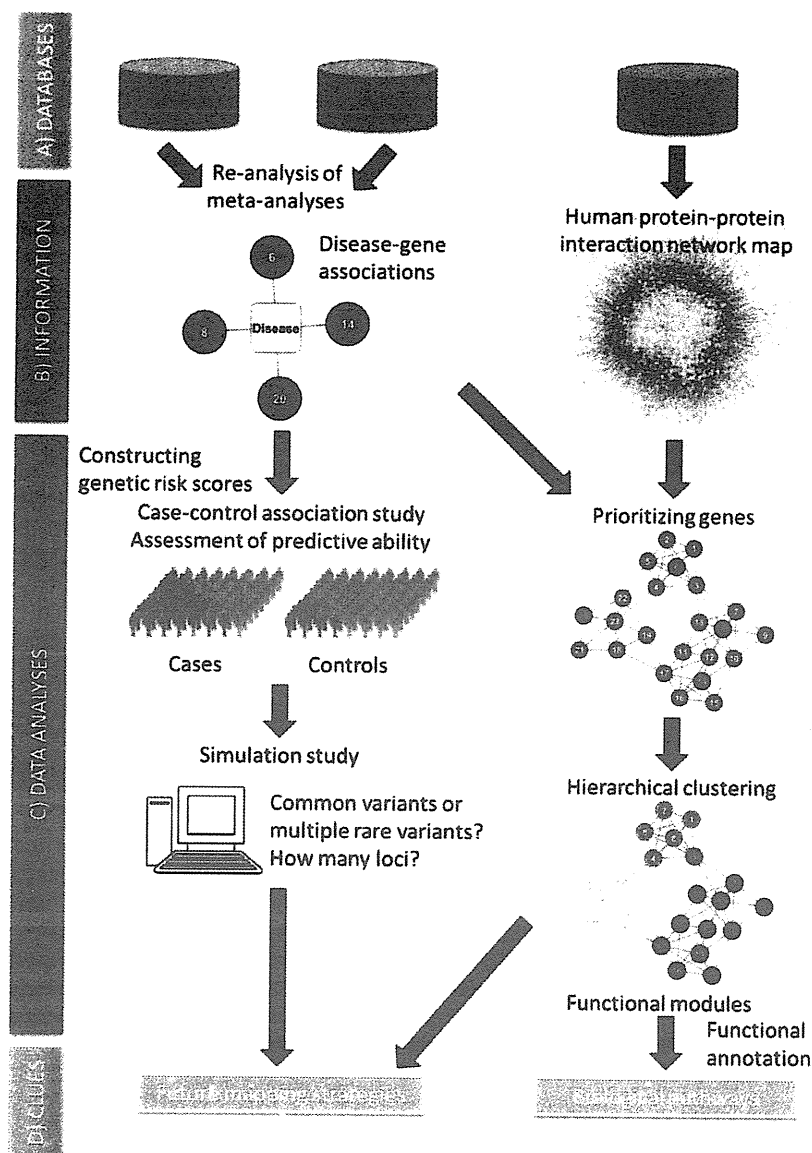 A) DATABASES
Re-analysis of
meta-analyses
Human protein-protein
interaction network map
B) INFORMATION
Disease-gene
associations
6
8
Disease
14
20
Constructing
genetic risk scores
Case-control association study
Assessment of predictive ability
Prioritizing genes
C) DATA ANALYSES
Cases
Controls
Simulation study
Common variants or
multiple rare variants?
How many loci?
Hierarchical clustering
Functional modules
Functional
annotation
D) CLUES